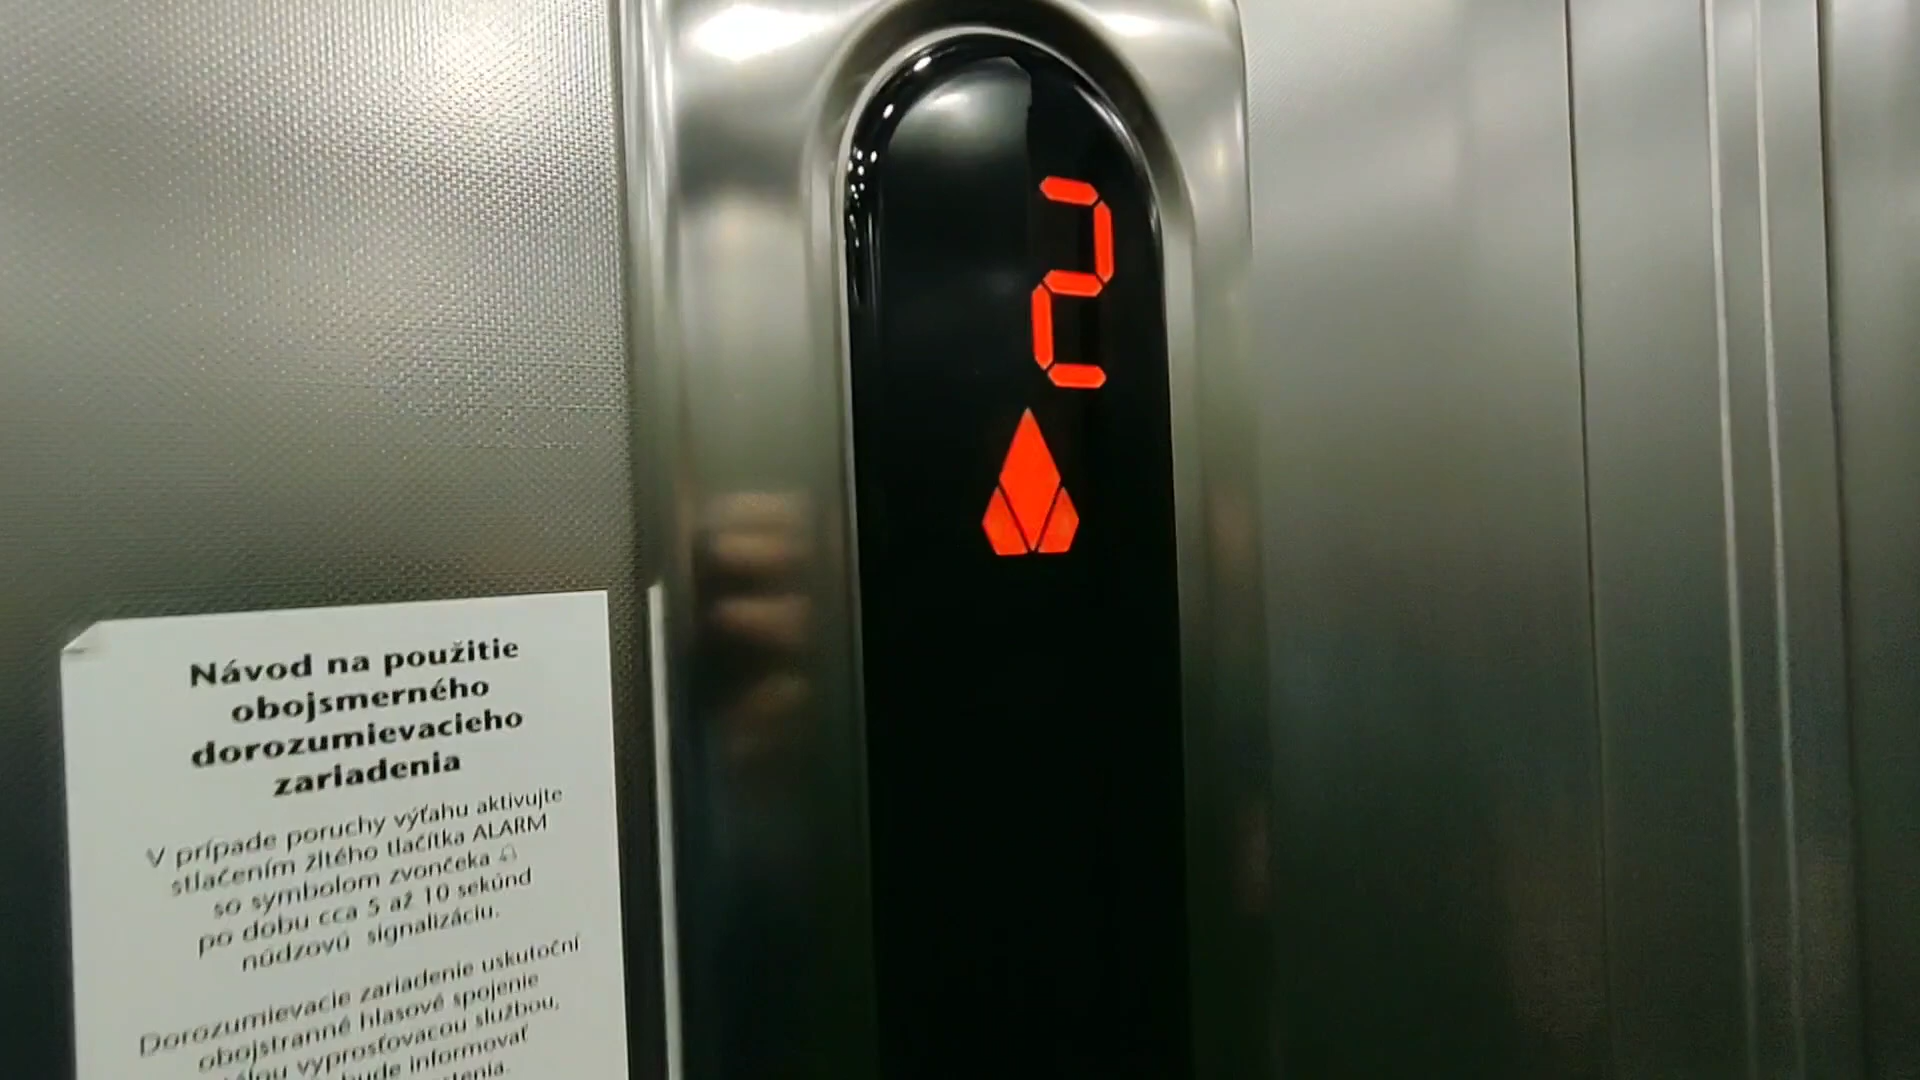 2
Návod na použitie
obojsmerného
dorozumievacieho
zariadenia
V prípade poruchy výťahu aktivujte
stlačením žltého tlačítka ALARM
so symbolom zvončeka
po dobu cca 5 až 10 sekúnd
núdzovú signalizáciu.
Dorozumievacie zariadenie uskutoční
obojstranné hlasové spojenie
vyprosťovacou službou,
bude informovať